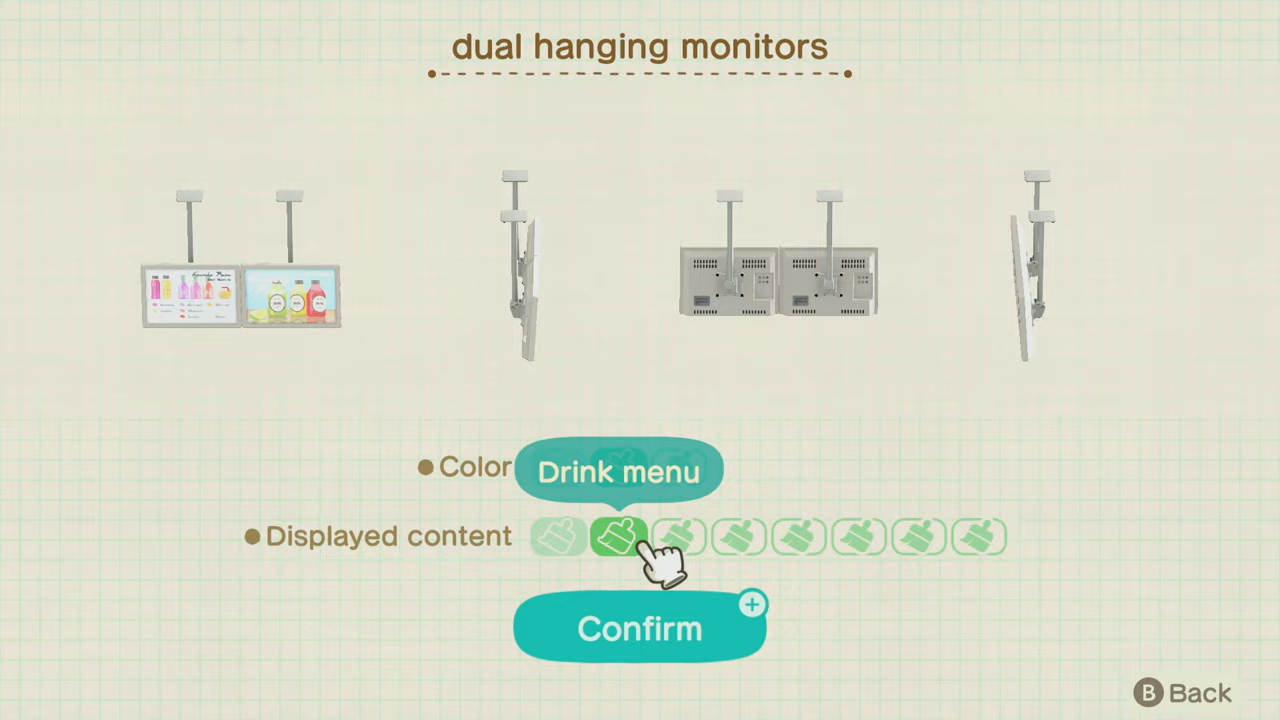 dual hanging monitors
Color
Drink menu
Displayed content
Confirm
B Back